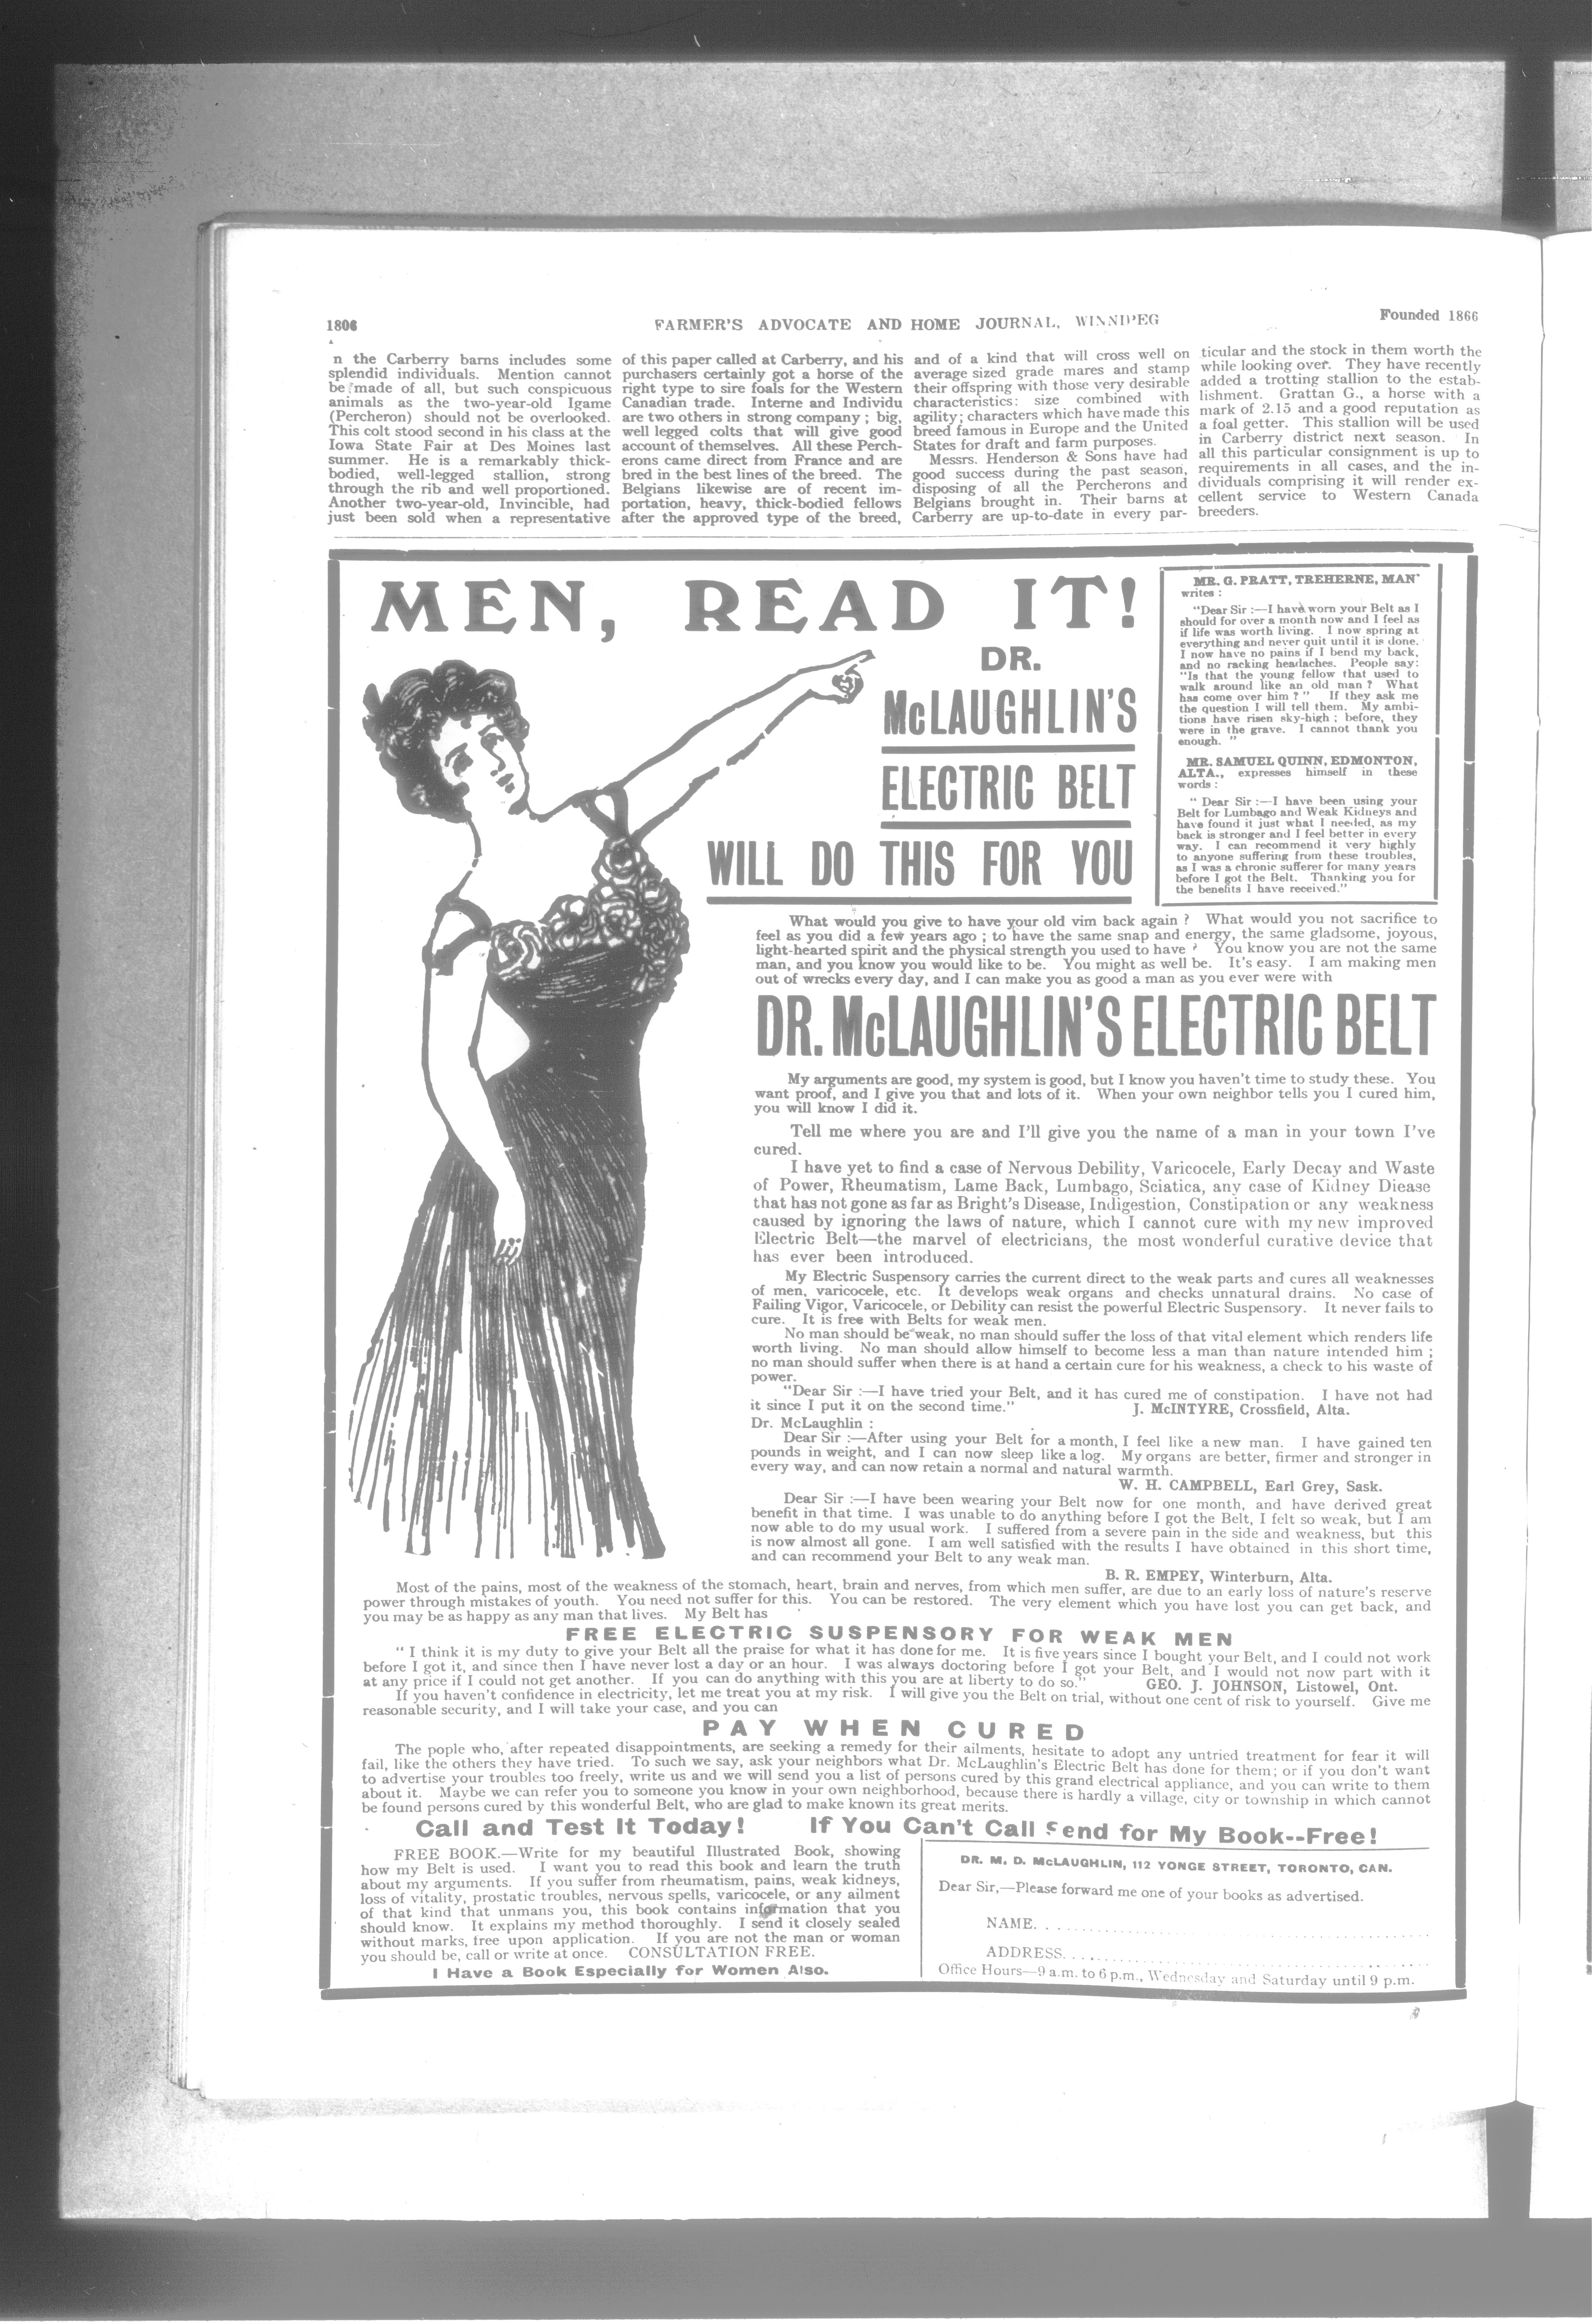 1806
FARMER'S ADVOCATE AND HOME JOURNAL, WINNIPEG
Founded 1866
n the Carberry barns includes some
splendid individuals. Mention cannot
be made of all, but such conspicuous
animals as the two-year-old Igame
(Percheron) should not be overlooked.
This colt stood second in his class at the
Iowa State Fair at Des Moines last
summer. He is a remarkably thick-
bodied, well-legged stallion, strong
through the rib and well proportioned.
Another two-year-old, Invincible, had
just been sold when a representative
of this paper called at Carberry, and his
purchasers certainly got a horse of the
right type to sire foals for the Western
Canadian trade. Interne and Individu
are two others in strong company ; big,
well legged colts that will give good
account of themselves. All these Perch-
erons came direct from France and are
bred in the best lines of the breed. The
Belgians likewise are of recent im-
portation, heavy, thick-bodied fellows
after the approved type of the breed,
and of a kind that will cross well on
average sized grade mares and stamp
their offspring with those very desirable
characteristics: size combined with
agility; characters which have made this
breed famous in Europe and the United
States for draft and farm purposes.
Messrs. Henderson & Sons have had
good success during the past season,
disposing of all the Percherons and
Belgians brought in. Their barns at
Carberry are up-to-date in every par-
ticular and the stock in them worth the
while looking over. They have recently
added a trotting stallion to the estab-
lishment. Grattan G., a horse with a
mark of 2.15 and a good reputation as
a foal getter. This stallion will be used
in Carberry district next season. In
all this particular consignment is up to
requirements in all cases, and the in-
dividuals comprising it will render ex-
cellent service to Western Canada
breeders.
MEN, READ IT!
DR.
McLAUGHLIN'S
ELECTRIC BELT
WILL DO THIS FOR YOU
MR. G. PRATT, TREHERNE, MAN'
writes :
"Dear Sir :—I have worn your Belt as I
should for over a month now and I feel as
if life was worth living. I now spring at
everything and never quit until it is done.
I now have no pains if I bend my back,
and no racking headaches. People say:
"Is that the young fellow that used to
walk around like an old man ? What
has come over him ? " If they ask me
the question I will tell them. My ambi-
tions have risen sky-high ; before, they
were in the grave. I cannot thank you
enough. "
MR. SAMUEL QUINN, EDMONTON,
ALTA., expresses himself in these
words :
" Dear Sir :—I have been using your
Belt for Lumbago and Weak Kidneys and
have found it just what I needed, as my
back is stronger and I feel better in every
way. I can recommend it very highly
to anyone suffering from these troubles,
as I was a chronic sufferer for many years
before I got the Belt. Thanking you for
the benefits I have received."
What would you give to have your old vim back again ? What would you not sacrifice to
feel as you did a few years ago ; to have the same snap and energy, the same gladsome, joyous,
light-hearted spirit and the physical strength you used to have ? You know you are not the same
man, and you know you would like to be. You might as well be. It's easy. I am making men
out of wrecks every day, and I can make you as good a man as you ever were with
DR. McLAUGHLIN'S ELECTRIC BELT
My arguments are good, my system is good, but I know you haven't time to study these. You
want proof, and I give you that and lots of it. When your own neighbor tells you I cured him,
you will know I did it.
Tell me where you are and I'll give you the name of a man in your town I've
cured.
I have yet to find a case of Nervous Debility, Varicocele, Early Decay and Waste
of Power, Rheumatism, Lame Back, Lumbago, Sciatica, any case of Kidney Diease
that has not gone as far as Bright's Disease, Indigestion, Constipation or any weakness
caused by ignoring the laws of nature, which I cannot cure with my new improved
Electric Belt—the marvel of electricians, the most wonderful curative device that
has ever been introduced.
My Electric Suspensory carries the current direct to the weak parts and cures all weaknesses
of men, varicocele, etc. It develops weak organs and checks unnatural drains. No case of
Failing Vigor, Varicocele, or Debility can resist the powerful Electric Suspensory. It never fails to
cure. It is free with Belts for weak men.
No man should be weak, no man should suffer the loss of that vital element which renders life
worth living. No man should allow himself to become less a man than nature intended him ;
no man should suffer when there is at hand a certain cure for his weakness, a check to his waste of
power.
"Dear Sir :—I have tried your Belt, and it has cured me of constipation. I have not had
it since I put it on the second time." J. McINTYRE, Crossfield, Alta.
Dr. McLaughlin :
Dear Sir :—After using your Belt for a month, I feel like a new man. I have gained ten
pounds in weight, and I can now sleep like a log. My organs are better, firmer and stronger in
every way, and can now retain a normal and natural warmth.
W. H. CAMPBELL, Earl Grey, Sask.
Dear Sir :—I have been wearing your Belt now for one month, and have derived great
benefit in that time. I was unable to do anything before I got the Belt, I felt so weak, but I am
now able to do my usual work. I suffered from a severe pain in the side and weakness, but this
is now almost all gone. I am well satisfied with the results I have obtained in this short time,
and can recommend your Belt to any weak man.
B. R. EMPEY, Winterburn, Alta.
Most of the pains, most of the weakness of the stomach, heart, brain and nerves, from which men suffer, are due to an early loss of nature's reserve
power through mistakes of youth. You need not suffer for this. You can be restored. The very element which you have lost you can get back, and
you may be as happy as any man that lives. My Belt has
FREE ELECTRIC SUSPENSORY FOR WEAK MEN
" I think it is my duty to give your Belt all the praise for what it has done for me. It is five years since I bought your Belt, and I could not work
before I got it, and since then I have never lost a day or an hour. I was always doctoring before I got your Belt, and I would not now part with it
at any price if I could not get another. If you can do anything with this you are at liberty to do so." GEO. J. JOHNSON, Listowel, Ont.
If you haven't confidence in electricity, let me treat you at my risk. I will give you the Belt on trial, without one cent of risk to yourself. Give me
reasonable security, and I will take your case, and you can
PAY WHEN CURED
The pople who, after repeated disappointments, are seeking a remedy for their ailments, hesitate to adopt any untried treatment for fear it will
fail, like the others they have tried. To such we say, ask your neighbors what Dr. McLaughlin's Electric Belt has done for them; or if you don't want
to advertise your troubles too freely, write us and we will send you a list of persons cured by this grand electrical appliance, and you can write to them
about it. Maybe we can refer you to someone you know in your own neighborhood, because there is hardly a village, city or township in which cannot
be found persons cured by this wonderful Belt, who are glad to make known its great merits.
Call and Test It Today! If You Can't Call Send for My Book--Free!
FREE BOOK.—Write for my beautiful Illustrated Book, showing
how my Belt is used. I want you to read this book and learn the truth
about my arguments. If you suffer from rheumatism, pains, weak kidneys,
loss of vitality, prostatic troubles, nervous spells, varicocele, or any ailment
of that kind that unmans you, this book contains information that you
should know. It explains my method thoroughly. I send it closely sealed
without marks, free upon application. If you are not the man or woman
you should be, call or write at once. CONSULTATION FREE.
I Have a Book Especially for Women Also.
DR. M. D. McLAUGHLIN, 112 YONGE STREET, TORONTO, CAN.
Dear Sir,—Please forward me one of your books as advertised.
NAME. . . . . . . . . . . . . . . . . . . . . . . . . . . . . .
ADDRESS. . . . . . . . . . . . . . . . . . . . . . . . . . . .
Office Hours—9 a.m. to 6 p.m., Wednesday and Saturday until 9 p.m.